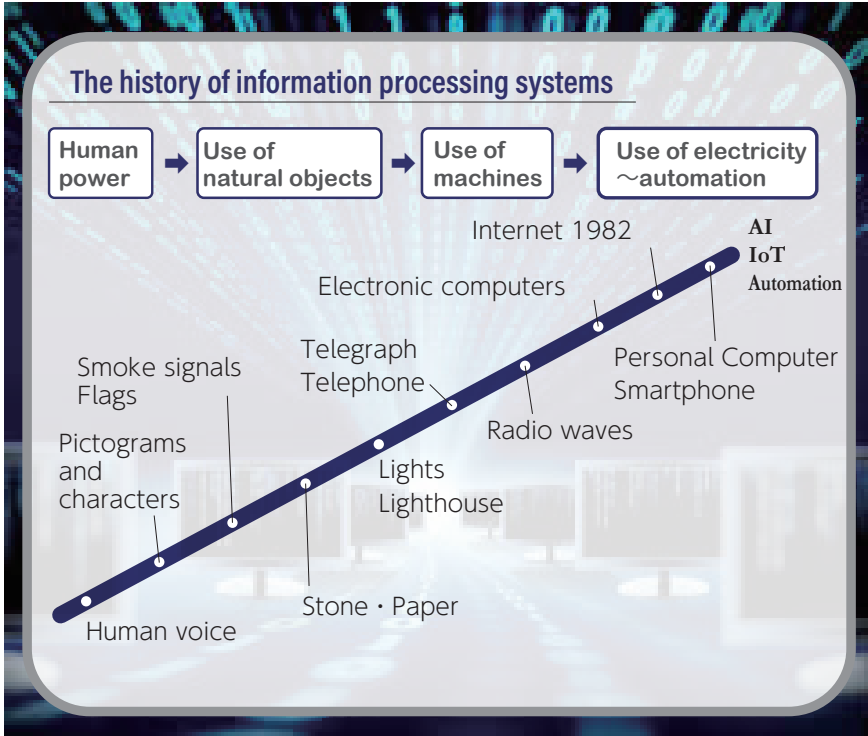 The history of information processing systems
Human
power
Use of
natural objects
Use of
machines
Use of electricity
～automation
AI
IoT
Automation
Internet 1982
Electronic computers
Personal Computer
Smartphone
Telegraph
Telephone
Radio waves
Smoke signals
Flags
Lights
Lighthouse
Pictograms
and
characters
Stone・Paper
Human voice